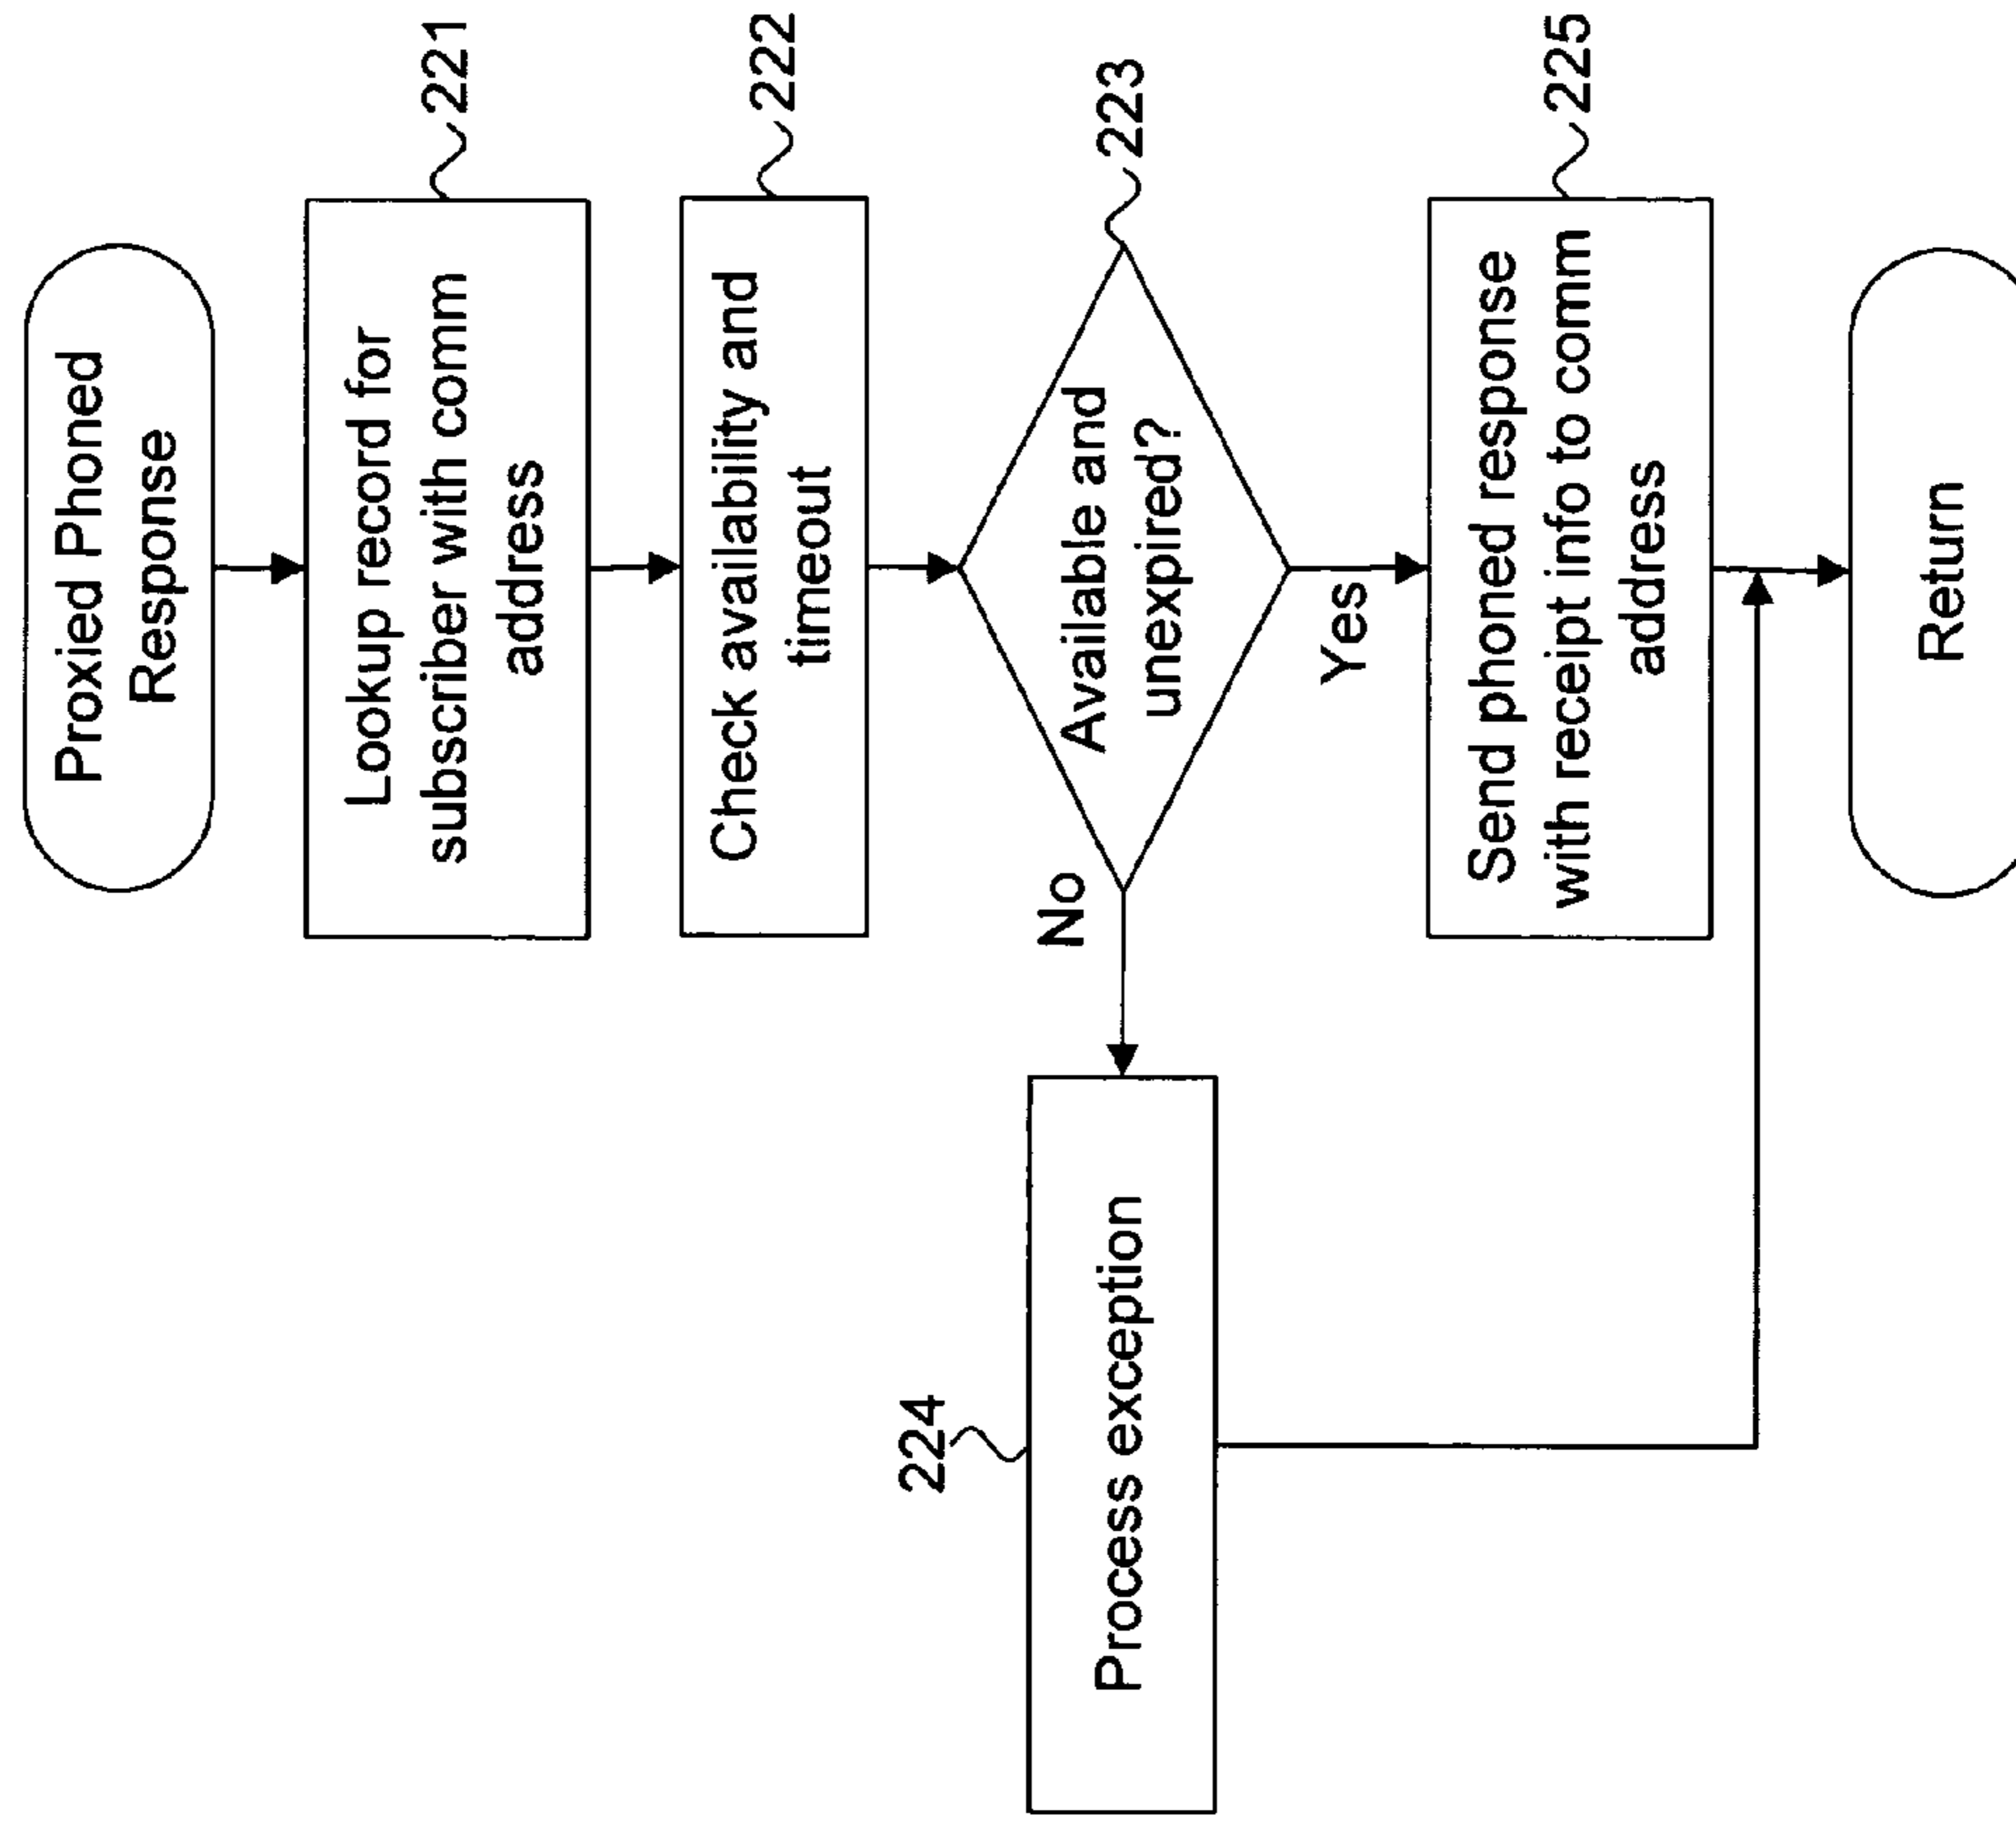 Proxied Phoned
Response
Lookup record for
subscriber with comm
address
221
Check availability and
timeout
222
Available and
unexpired?
223
No
Yes
224
Process exception
Send phoned response
with receipt info to comm
address
225
Return